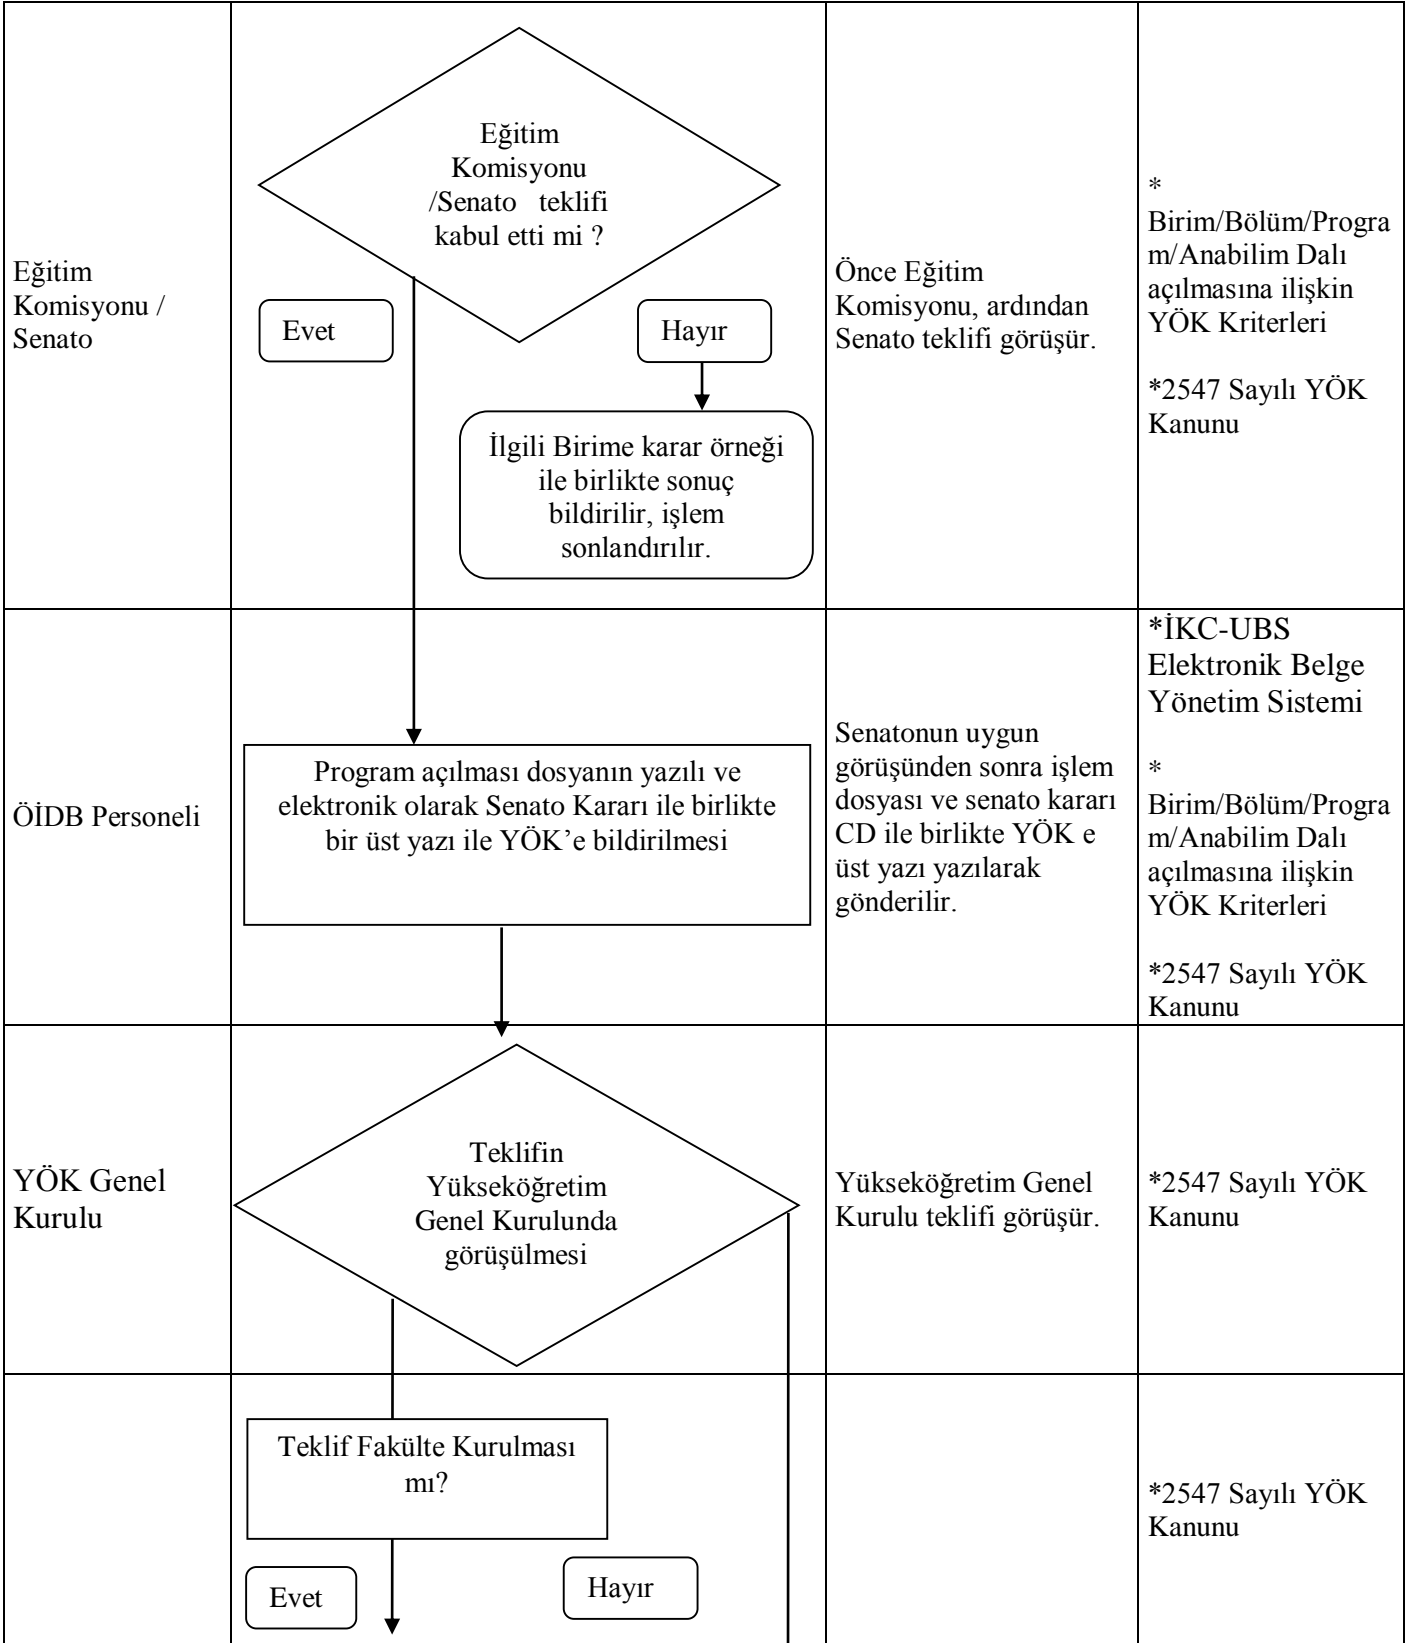 Eğitim
Komisyonu /
Senato
Eğitim
Komisyonu
/Senato teklifi
kabul etti mi ?
Evet
Hayır
İlgili Birime karar örneği
ile birlikte sonuç
bildirilir, işlem
sonlandırılır.
Önce Eğitim
Komisyonu, ardından
Senato teklifi görüşür.
*
Birim/Bölüm/Progra
m/Anabilim Dalı
açılmasına ilişkin
YÖK Kriterleri
*2547 Sayılı YÖK
Kanunu
ÖİDB Personeli
Program açılması dosyanın yazılı ve
elektronik olarak Senato Kararı ile birlikte
bir üst yazı ile YÖK’e bildirilmesi
Senatonun uygun
görüşünden sonra işlem
dosyası ve senato kararı
CD ile birlikte YÖK e
üst yazı yazılarak
gönderilir.
*İKC-UBS
Elektronik Belge
Yönetim Sistemi
*
Birim/Bölüm/Progra
m/Anabilim Dalı
açılmasına ilişkin
YÖK Kriterleri
*2547 Sayılı YÖK
Kanunu
YÖK Genel
Kurulu
Teklifin
Yükseköğretim
Genel Kurulunda
görüşülmesi
Yükseköğretim Genel
Kurulu teklifi görüşür.
*2547 Sayılı YÖK
Kanunu
Teklif Fakülte Kurulması
mı?
Evet
Hayır
*2547 Sayılı YÖK
Kanunu